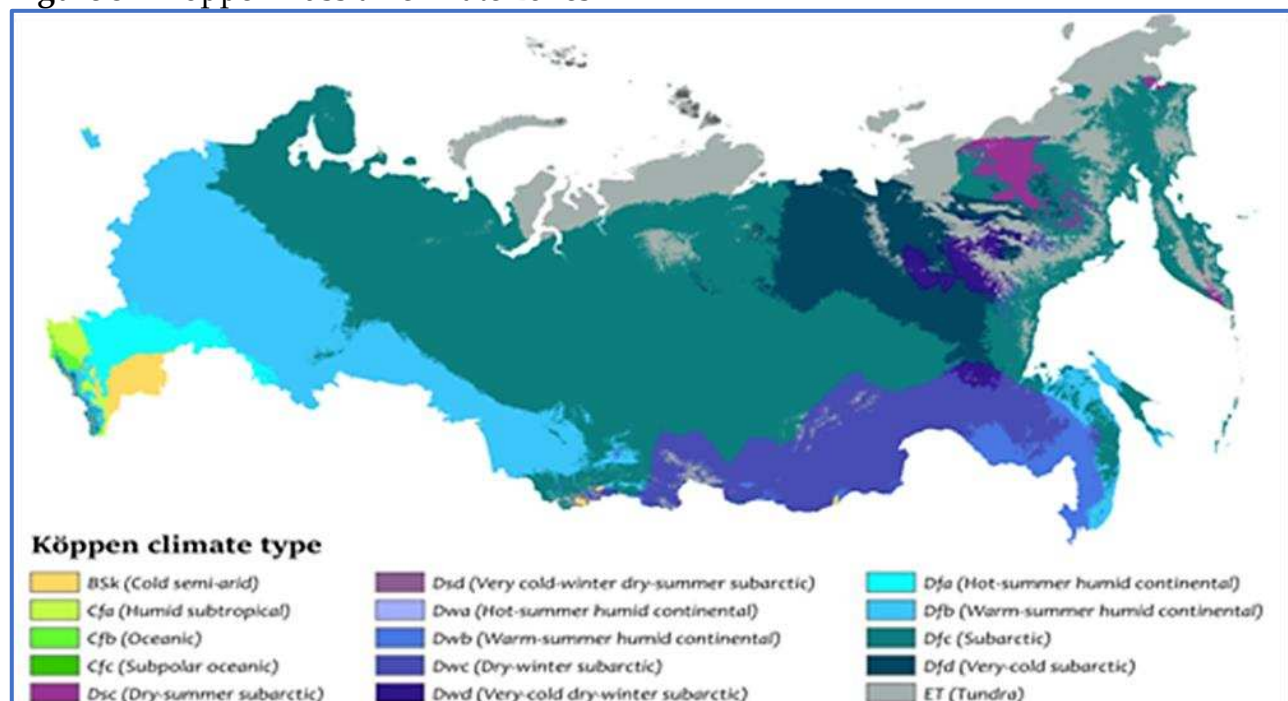 Köppen climate type
BSk (Cold semi-arid)
Cfa (Humid subtropical)
Cfb (Oceanic)
Cfc (Subpolar oceanic)
Dsc (Dry-summer subarctic)
Dsd (Very cold-winter dry-summer subarctic)
Dwa (Hot-summer humid continental)
Dwb (Warm-summer humid continental)
Dwc (Dry-winter subarctic)
Dwd (Very-cold dry-winter subarctic)
Dfa (Hot-summer humid continental)
Dfb (Warm-summer humid continental)
Dfc (Subarctic)
Dfd (Very-cold subarctic)
ET (Tundra)